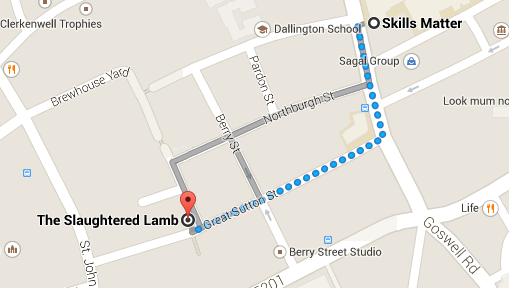 Clerkenwell Trophies
Dallington School
Skills Matter
Sagal Group
Pardon St
Brewhouse Yard
Look mum no
Northburgh St
Berry St
The Slaughtered Lamb
Great Sutton St
Life
Goswell Rd
St. John
Berry Street Studio
5201